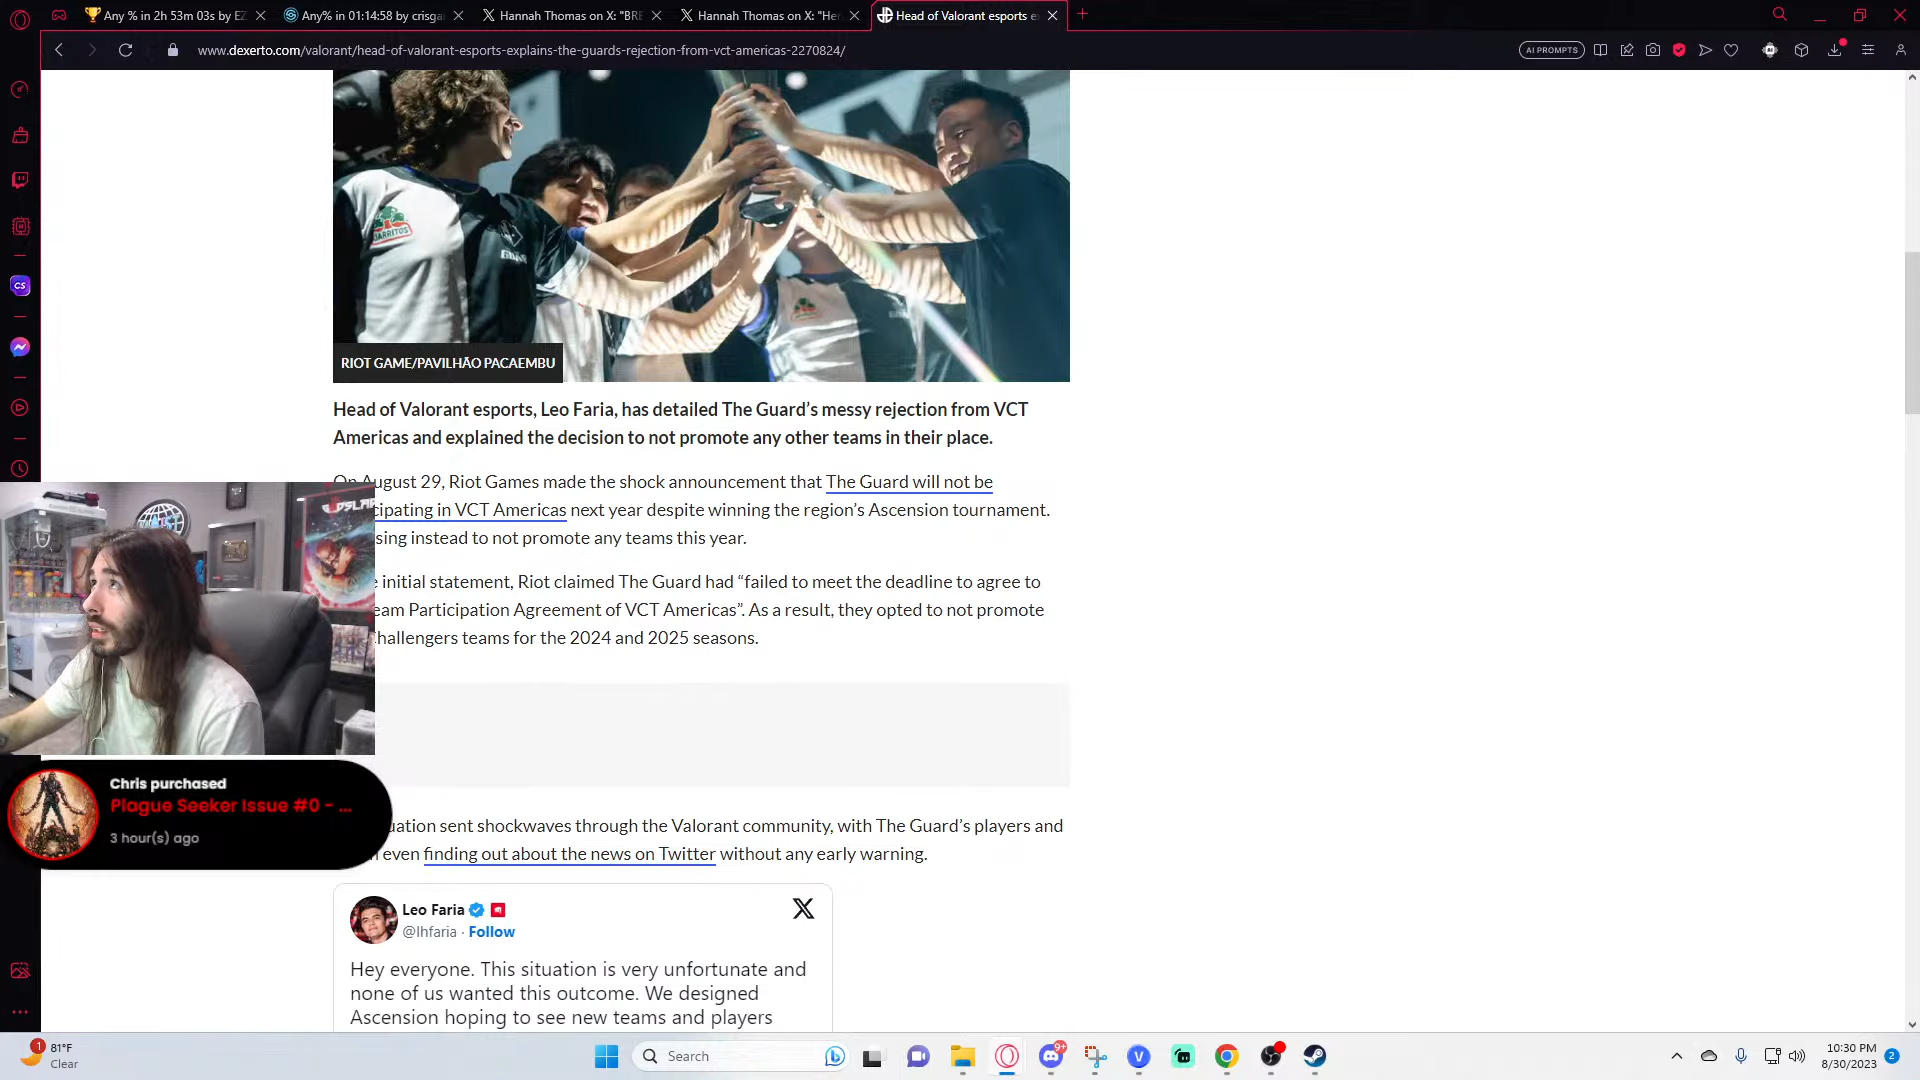 Any % in 2h 53m 03s by EZ
Any% in 01:14:58 by crisga
Hannah Thomas on X: "BRE
Hannah Thomas on X: "Her
Head of Valorant esports e
www.dexerto.com/valorant/head-of-valorant-esports-explains-the-guards-rejection-from-vct-americas-2270824/
AI PROMPTS
CS
RIOT GAME/PAVILHÃO PACAEMBU
Head of Valorant esports, Leo Faria, has detailed The Guard's messy rejection from VCT
Americas and explained the decision to not promote any other teams in their place.
On August 29, Riot Games made the shock announcement that The Guard will not be
cipating in VCT Americas next year despite winning the region's Ascension tournament.
sing instead to not promote any teams this year.
initial statement, Riot claimed The Guard had “failed to meet the deadline to agree to
eam Participation Agreement of VCT Americas”. As a result, they opted to not promote
hallengers teams for the 2024 and 2025 seasons.
Chris purchased
Plague Seeker Issue #0 - ...
3 hour(s) ago
uation sent shockwaves through the Valorant community, with The Guard's players and
even finding out about the news on Twitter without any early warning.
Leo Faria
@lhfaria · Follow
Hey everyone. This situation is very unfortunate and
none of us wanted this outcome. We designed
Ascension hoping to see new teams and players
1
81°F
Clear
Search
9+
10:30 PM
8/30/2023
2